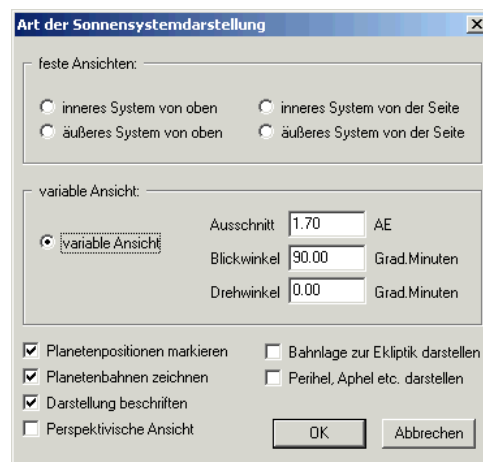 Art der Sonnensystemdarstellung
feste Ansichten:
inneres System von oben
inneres System von der Seite
äußeres System von oben
äußeres System von der Seite
variable Ansicht:
variable Ansicht
Ausschnitt 1.70 AE
Blickwinkel 90.00 Grad.Minuten
Drehwinkel 0.00 Grad.Minuten
Planetenpositionen markieren
Bahnlage zur Ekliptik darstellen
Planetenbahnen zeichnen
Perihel, Aphel etc. darstellen
Darstellung beschriften
Perspektivische Ansicht
OK
Abbrechen